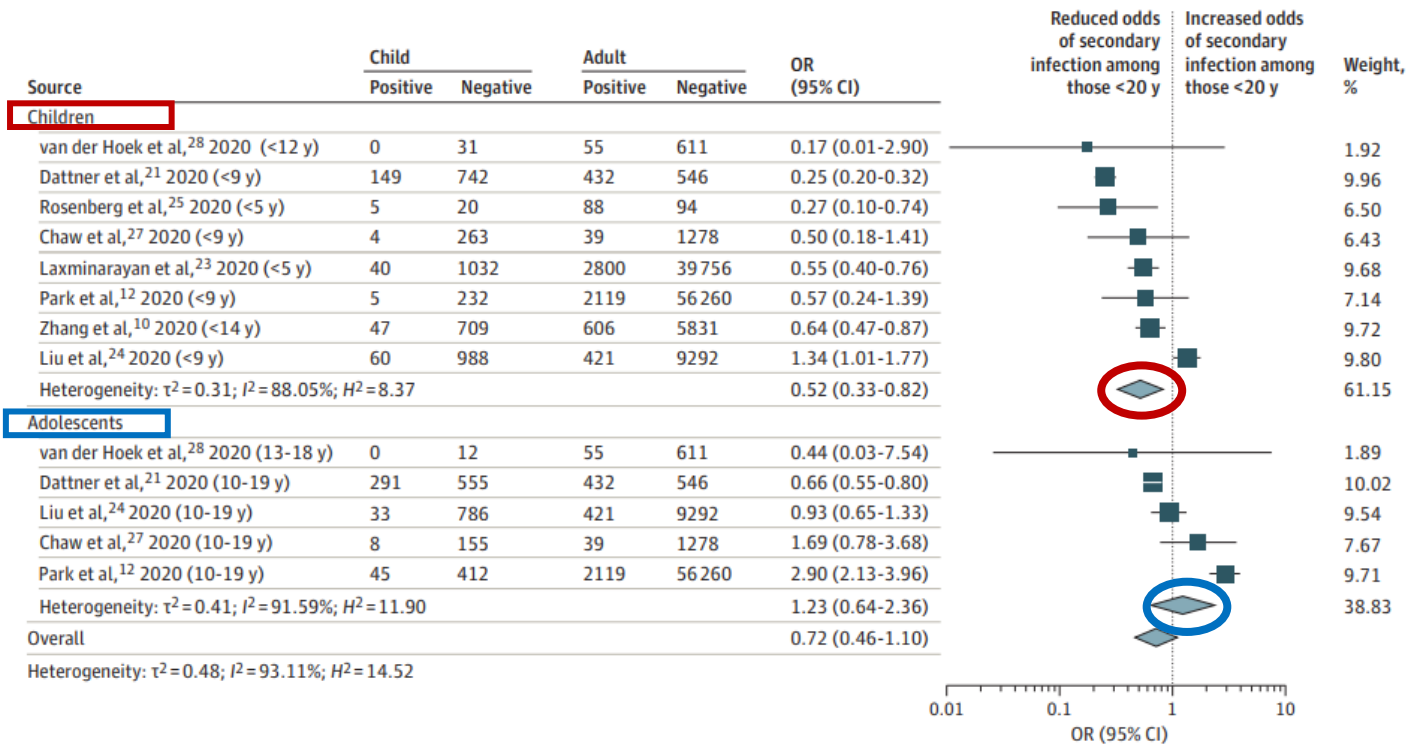 Reduced odds of secondary infection among those <20 y
Increased odds of secondary infection among those <20 y
Child Adult
Source Positive Negative Positive Negative OR (95% CI) Weight, %
Children
van der Hoek et al,28 2020 (<12 y) 0 31 55 611 0.17 (0.01-2.90) 1.92
Dattner et al,21 2020 (<9 y) 149 742 432 546 0.25 (0.20-0.32) 9.96
Rosenberg et al,25 2020 (<5 y) 5 20 88 94 0.27 (0.10-0.74) 6.50
Chaw et al,27 2020 (<9 y) 4 263 39 1278 0.50 (0.18-1.41) 6.43
Laxminarayan et al,23 2020 (<5 y) 40 1032 2800 39756 0.55 (0.40-0.76) 9.68
Park et al,12 2020 (<9 y) 5 232 2119 56260 0.57 (0.24-1.39) 7.14
Zhang et al,10 2020 (<14 y) 47 709 606 5831 0.64 (0.47-0.87) 9.72
Liu et al,24 2020 (<9 y) 60 988 421 9292 1.34 (1.01-1.77) 9.80
Heterogeneity: τ2=0.31; I2=88.05%; H2=8.37 0.52 (0.33-0.82) 61.15
Adolescents
van der Hoek et al,28 2020 (13-18 y) 0 12 55 611 0.44 (0.03-7.54) 1.89
Dattner et al,21 2020 (10-19 y) 291 555 432 546 0.66 (0.55-0.80) 10.02
Liu et al,24 2020 (10-19 y) 33 786 421 9292 0.93 (0.65-1.33) 9.54
Chaw et al,27 2020 (10-19 y) 8 155 39 1278 1.69 (0.78-3.68) 7.67
Park et al,12 2020 (10-19 y) 45 412 2119 56260 2.90 (2.13-3.96) 9.71
Heterogeneity: τ2=0.41; I2=91.59%; H2=11.90 1.23 (0.64-2.36) 38.83
Overall 0.72 (0.46-1.10)
Heterogeneity: τ2=0.48; I2=93.11%; H2=14.52
0.01 0.1 1 10
OR (95% CI)